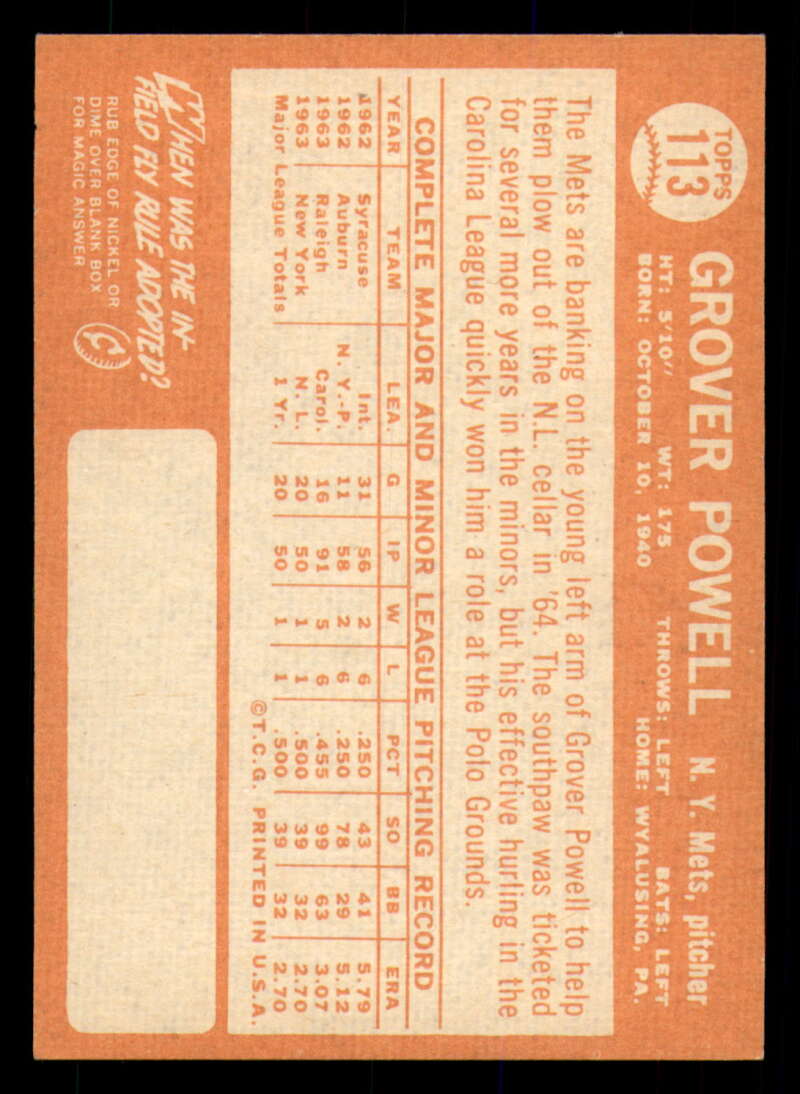 TOPPS
113
GROVER POWELL N. Y. Mets, pitcher
HT: 5'10" WT: 175 THROWS: LEFT BATS: LEFT
BORN: OCTOBER 10, 1940 HOME: WYALUSING, PA.
The Mets are banking on the young left arm of Grover Powell to help
them plow out of the N.L. cellar in '64. The southpaw was ticketed
for several more years in the minors, but his effective hurling in the
Carolina League quickly won him a role at the Polo Grounds.
COMPLETE MAJOR AND MINOR LEAGUE PITCHING RECORD
YEAR TEAM LEA. G IP W L PCT SO BB ERA
1962 Syracuse Int. 31 56 2 6 .250 43 41 5.79
1962 Auburn N. Y.-P. 11 58 2 6 .250 78 29 5.12
1963 Raleigh Carol. 16 91 5 6 .455 99 63 3.07
1963 New York N. L. 20 50 1 1 .500 39 32 2.70
Major League Totals 1 Yr. 20 50 1 1 .500 39 32 2.70
©T.C.G. PRINTED IN U.S.A.
WHEN WAS THE IN-
FIELD FLY RULE ADOPTED?
RUB EDGE OF NICKEL OR
DIME OVER BLANK BOX
FOR MAGIC ANSWER